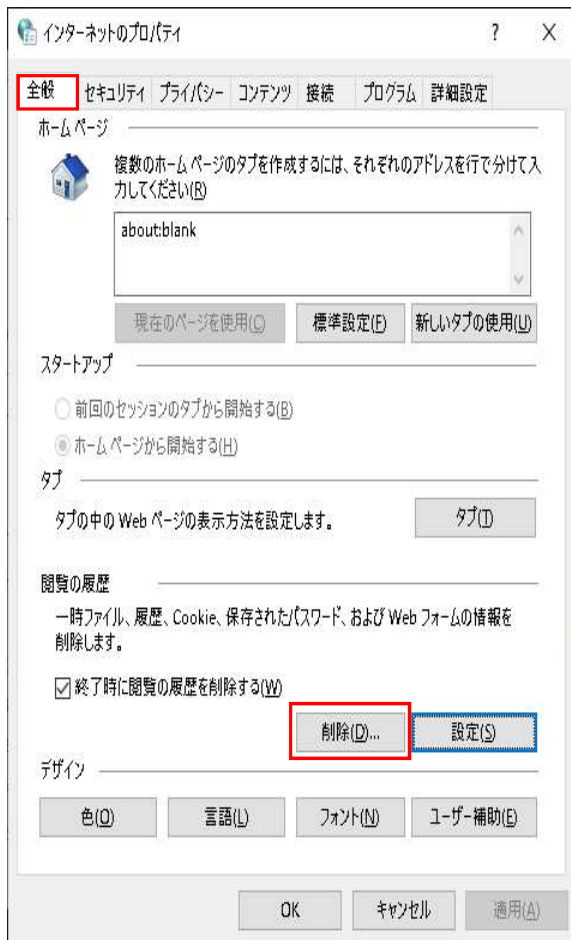 インターネットのプロパティ
全般 セキュリティ プライバシー コンテンツ 接続 プログラム 詳細設定
ホーム ページ
複数のホーム ページのタブを作成するには、それぞれのアドレスを行で分けて入
力してください(R)
about:blank
現在のページを使用(C) 標準設定(F) 新しいタブの使用(U)
スタートアップ
前回のセッションのタブから開始する(B)
ホーム ページから開始する(H)
タブ
タブの中の Web ページの表示方法を設定します。 タブ(T)
閲覧の履歴
一時ファイル、履歴、Cookie、保存されたパスワード、および Web フォームの情報を
削除します。
終了時に閲覧の履歴を削除する(W)
削除(D)... 設定(S)
デザイン
色(O) 言語(L) フォント(N) ユーザー補助(E)
OK キャンセル 適用(A)